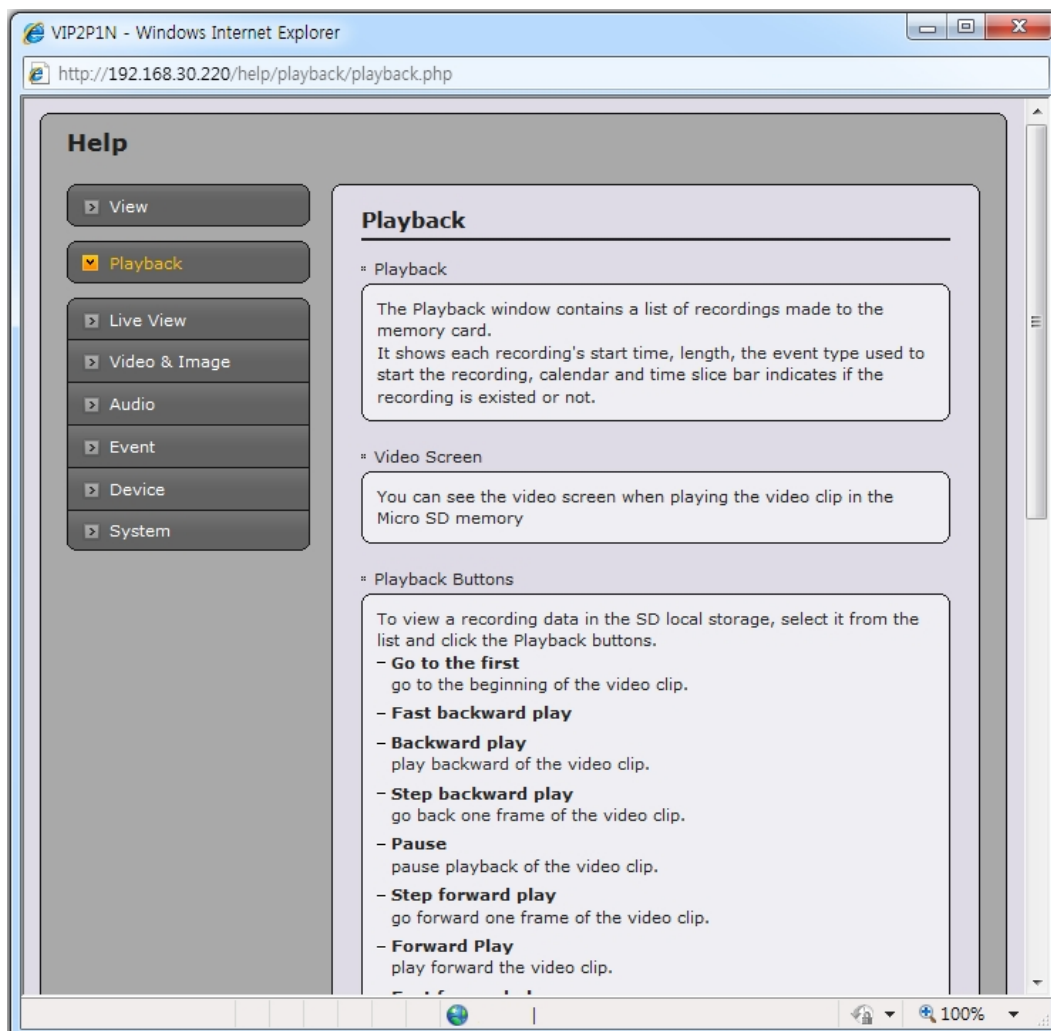 VIP2P1N - Windows Internet Explorer
http://192.168.30.220/help/playback/playback.php
Help
View
Playback
Live View
Video & Image
Audio
Event
Device
System
Playback
Playback
The Playback window contains a list of recordings made to the
memory card.
It shows each recording's start time, length, the event type used to
start the recording, calendar and time slice bar indicates if the
recording is existed or not.
Video Screen
You can see the video screen when playing the video clip in the
Micro SD memory
Playback Buttons
To view a recording data in the SD local storage, select it from the
list and click the Playback buttons.
– Go to the first
go to the beginning of the video clip.
– Fast backward play
– Backward play
play backward of the video clip.
– Step backward play
go back one frame of the video clip.
– Pause
pause playback of the video clip.
– Step forward play
go forward one frame of the video clip.
– Forward Play
play forward the video clip.
100%